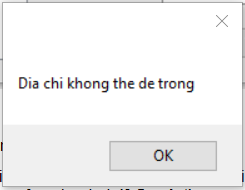 Dia chi khong the de trong
OK